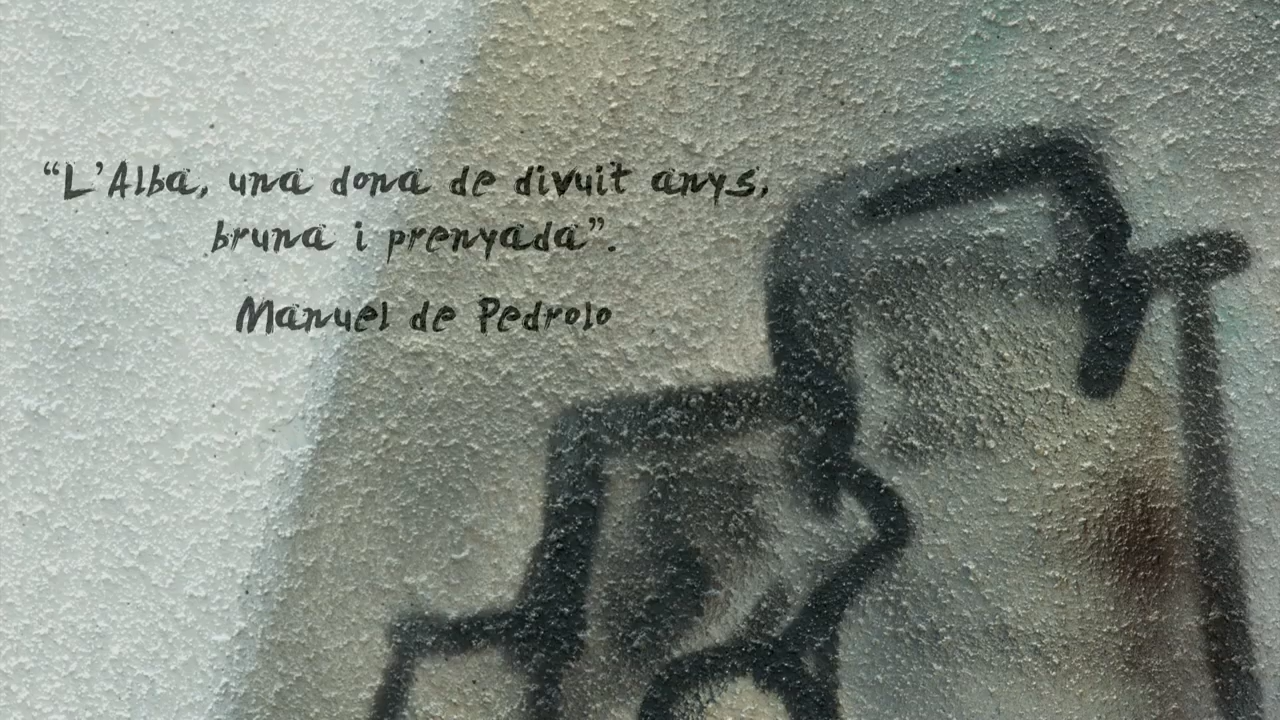 “L’Alba, una dona de divuit anys,
bruna i prenyada”.
Manuel de Pedrolo